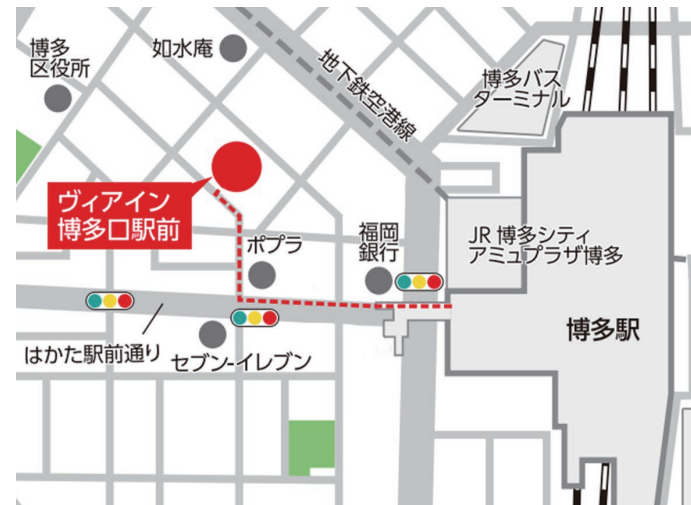 博多
区役所
如水庵
地下鉄空港線
博多バス
ターミナル
ヴィアイン
博多口駅前
ポプラ
福岡
銀行
JR 博多シティ
アミュプラザ博多
博多駅
はかた駅前通り
セブン-イレブン